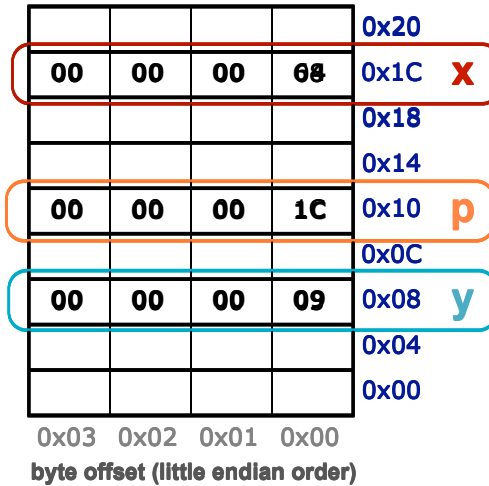 0x20
00 00 00 0x1C x
0x18
0x14
00 00 00 1C 0x10 p
0x0C
00 00 00 09 0x08 y
0x04
0x00
0x03 0x02 0x01 0x00
byte offset (little endian order)